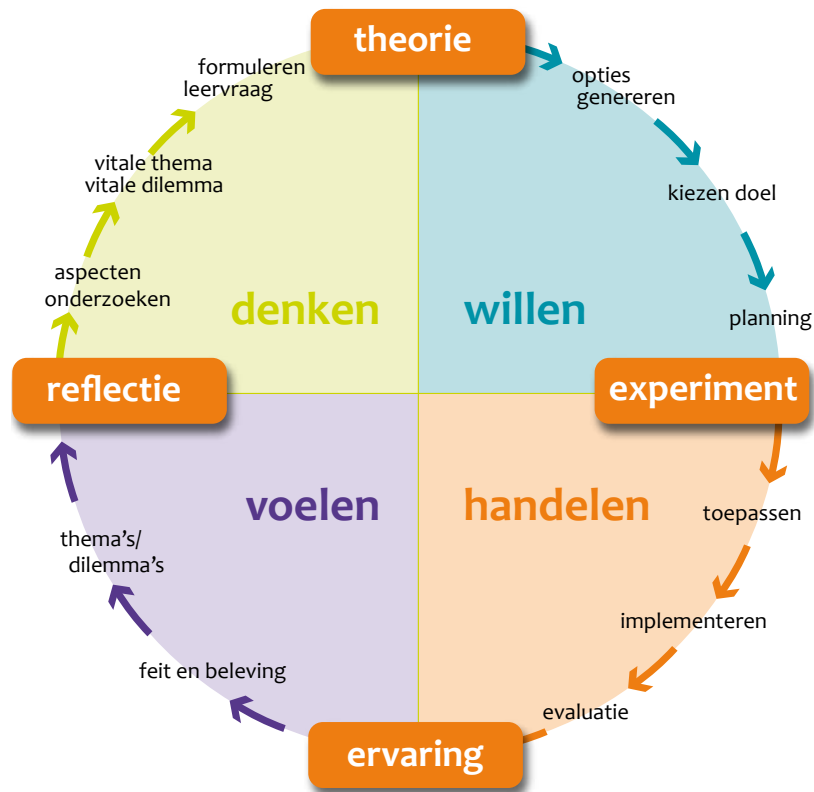 theorie
opties
genereren
kiezen doel
planning
willen
experiment
toepassen
handelen
implementeren
evaluatie
ervaring
feit en beleving
thema's/
dilemma's
voelen
reflectie
aspecten
onderzoeken
denken
vitale thema
vitale dilemma
formuleren
leervraag